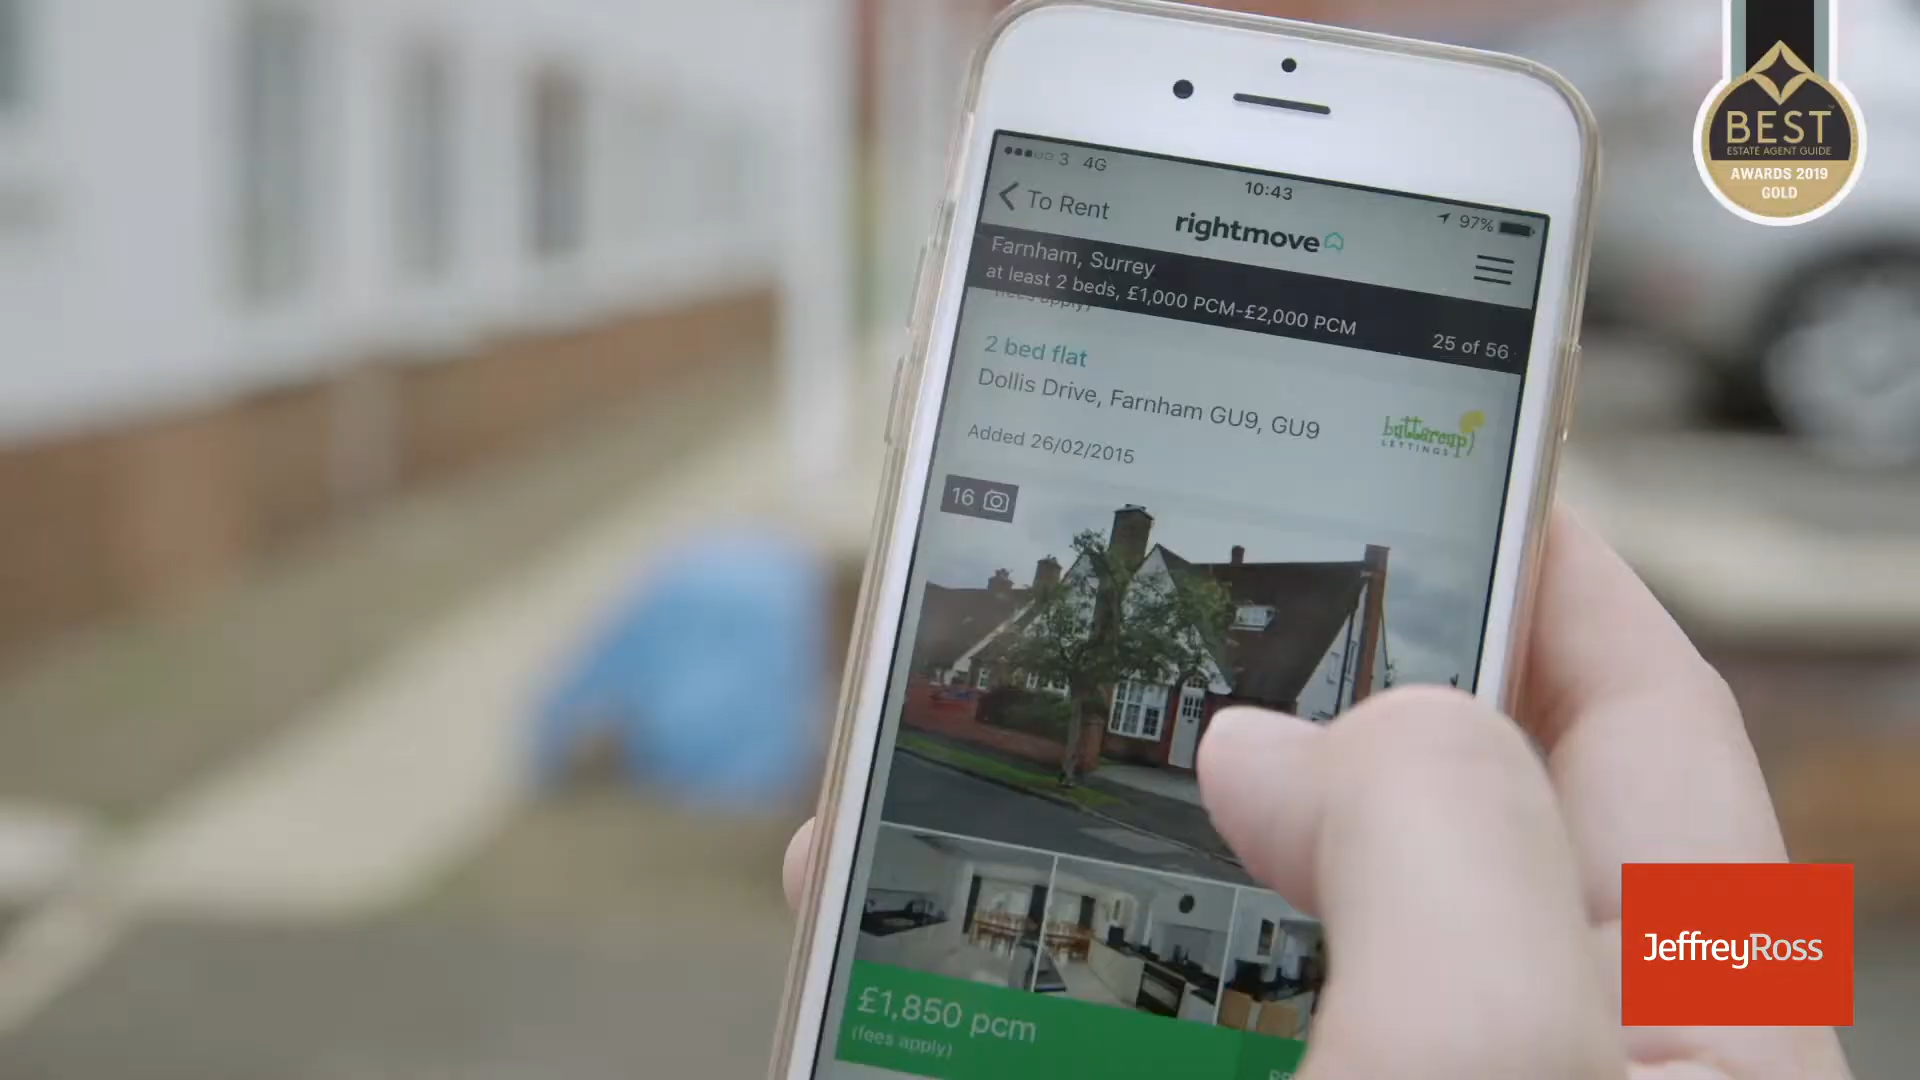 3 4G
10:43
97%
To Rent
rightmove
Farnham, Surrey
at least 2 beds, £1,000 PCM-£2,000 PCM
25 of 56
(fees apply)
2 bed flat
Dollis Drive, Farnham GU9, GU9
Added 26/02/2015
buttercup
LETTINGS
16
£1,850 pcm
(fees apply)
BEST
ESTATE AGENT GUIDE
AWARDS 2019
GOLD
JeffreyRoss